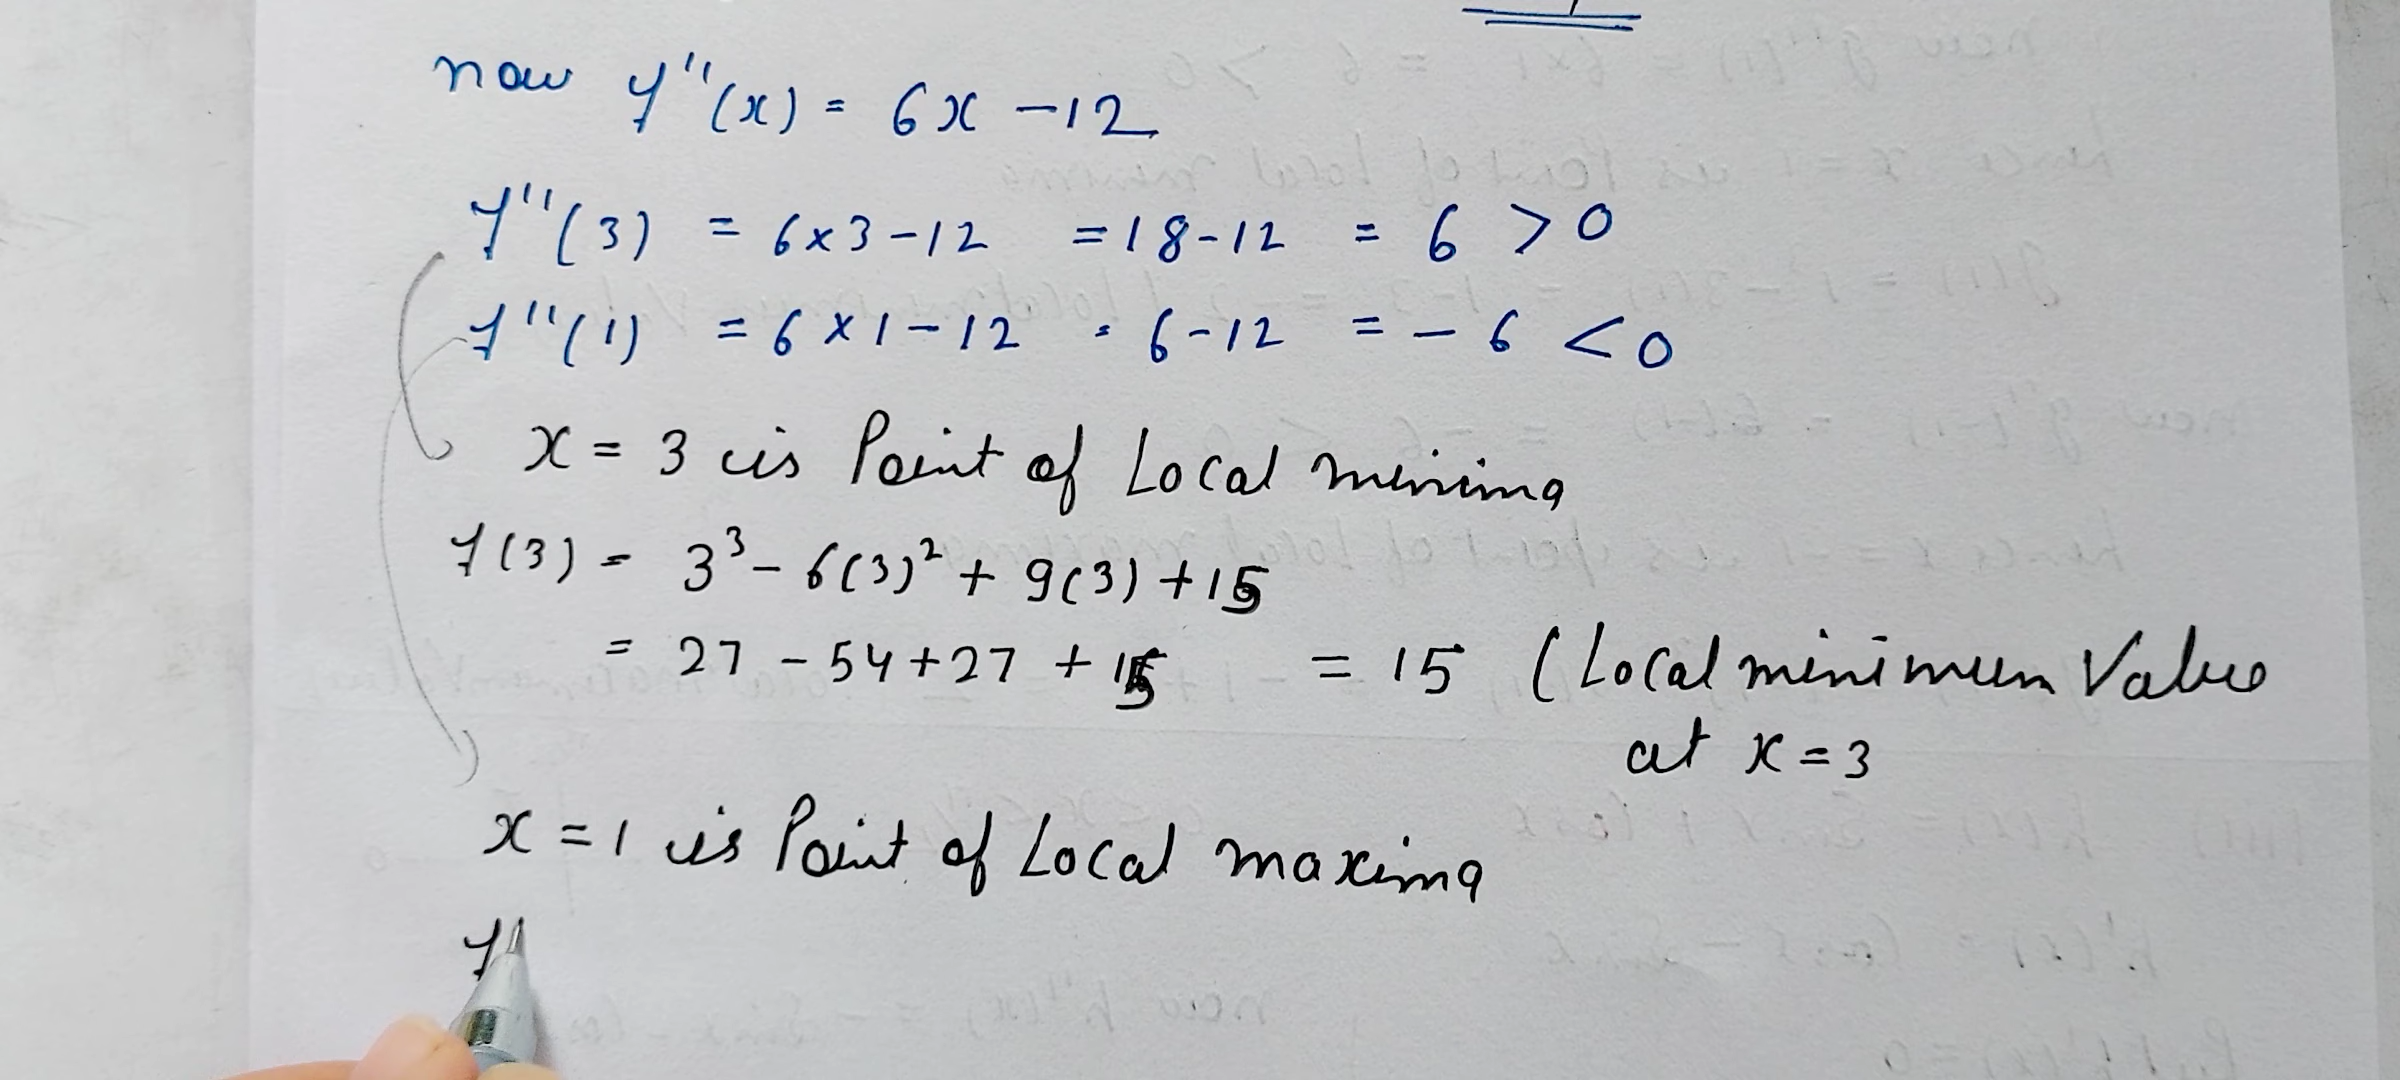 now f''(x) = 6x - 12
f''(3) = 6×3-12 = 18-12 = 6 > 0
f''(1) = 6×1-12 = 6-12 = -6 < 0
x = 3 is Point of Local minima
f(3) = 3³ - 6(3)² + 9(3) + 15
= 27 - 54 + 27 + 15 = 15 (Local minimum Value
at x = 3
x = 1 is Point of Local maxima
f